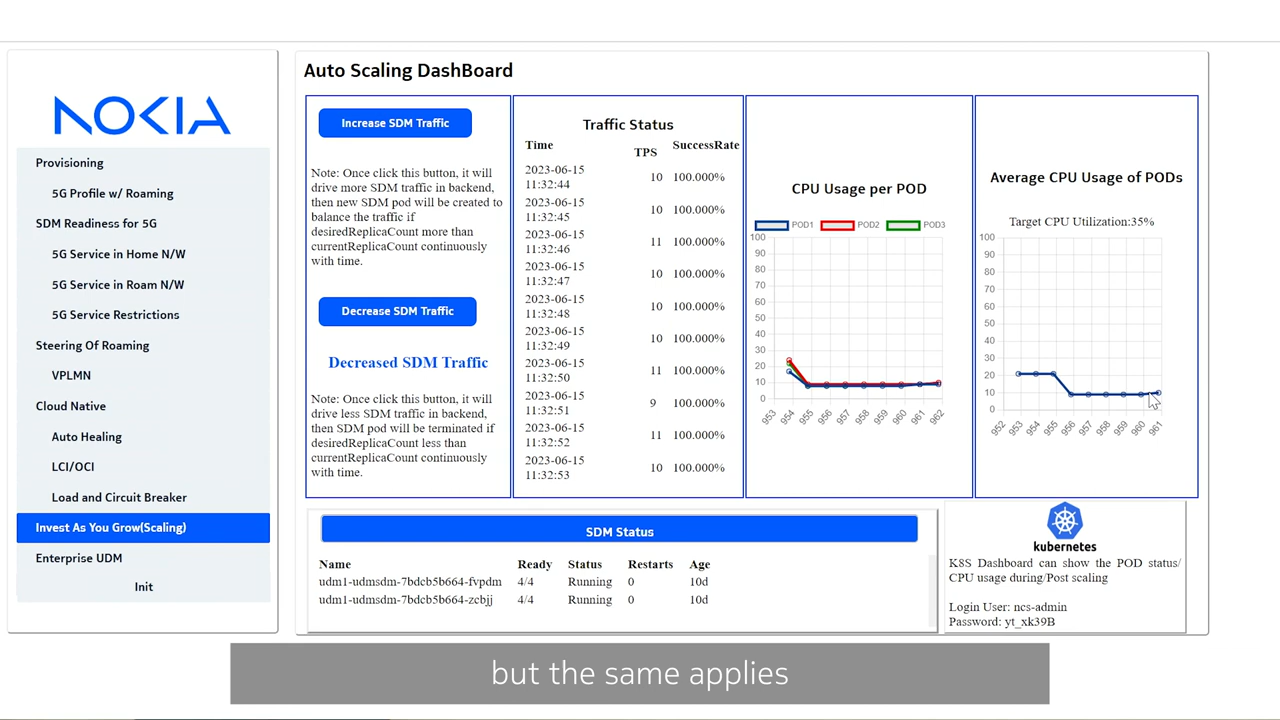 NOKIA
Provisioning
5G Profile w/ Roaming
SDM Readiness for 5G
5G Service in Home N/W
5G Service in Roam N/W
5G Service Restrictions
Steering Of Roaming
VPLMN
Cloud Native
Auto Healing
LCI/OCI
Load and Circuit Breaker
Invest As You Grow(Scaling)
Enterprise UDM
Init
Auto Scaling DashBoard
Increase SDM Traffic
Note: Once click this button, it will
drive more SDM traffic in backend,
then new SDM pod will be created to
balance the traffic if
desiredReplicaCount more than
currentReplicaCount continuously
with time.
Decrease SDM Traffic
Decreased SDM Traffic
Note: Once click this button, it will
drive less SDM traffic in backend,
then SDM pod will be terminated if
desiredReplicaCount less than
currentReplicaCount continuously
with time.
Traffic Status
Time TPS SuccessRate
2023-06-15
11:32:44 10 100.000%
2023-06-15
11:32:45 10 100.000%
2023-06-15
11:32:46 11 100.000%
2023-06-15
11:32:47 10 100.000%
2023-06-15
11:32:48 10 100.000%
2023-06-15
11:32:49 10 100.000%
2023-06-15
11:32:50 11 100.000%
2023-06-15
11:32:51 9 100.000%
2023-06-15
11:32:52 11 100.000%
2023-06-15
11:32:53 10 100.000%
CPU Usage per POD
POD1 POD2 POD3
100
90
80
70
60
50
40
30
20
10
0
953 954 955 956 957 958 959 960 961 962
Average CPU Usage of PODs
Target CPU Utilization:35%
100
90
80
70
60
50
40
30
20
10
0
952 953 954 955 956 957 958 959 960 961
SDM Status
Name Ready Status Restarts Age
udm1-udmsdm-7bdcb5b664-fvpdm 4/4 Running 0 10d
udm1-udmsdm-7bdcb5b664-zcbjj 4/4 Running 0 10d
kubernetes
K8S Dashboard can show the POD status/
CPU usage during/Post scaling
Login User: ncs-admin
Password: yt_xk39B
but the same applies